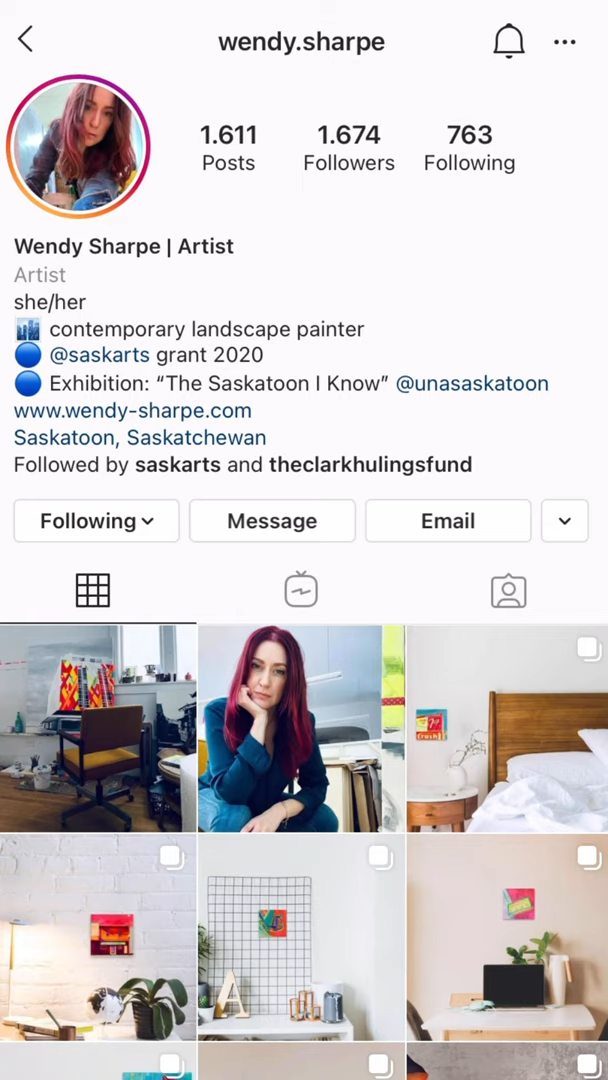 wendy.sharpe
1.611 1.674 763
Posts Followers Following
Wendy Sharpe | Artist
Artist
she/her
contemporary landscape painter
@saskarts grant 2020
Exhibition: “The Saskatoon I Know” @unasaskatoon
www.wendy-sharpe.com
Saskatoon, Saskatchewan
Followed by saskarts and theclarkhulingsfund
Following Message Email
Crush
A